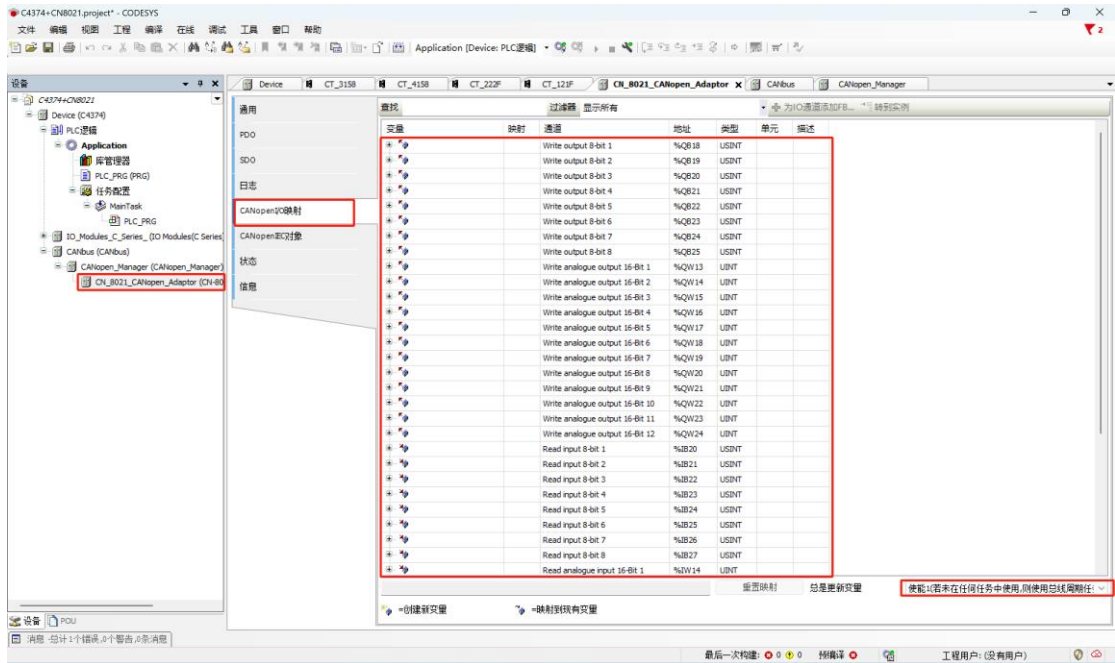 C4374+CN8021.project* - CODESYS
文件 编辑 视图 工程 编译 在线 调试 工具 窗口 帮助
2
Application [Device: PLC逻辑]
设备
Device CT_3158 CT_4158 CT_222F CT_121F CN_8021_CANopen_Adaptor CANbus CANopen_Manager
C4374+CN8021
Device (C4374)
PLC逻辑
Application
库管理器
PLC_PRG (PRG)
任务配置
MainTask
PLC_PRG
IO_Modules_C_Series_ (IO Modules(C Series
CANbus (CANbus)
CANopen_Manager (CANopen_Manager)
CN_8021_CANopen_Adaptor (CN-80
通用
PDO
SDO
日志
CANopenI/O映射
CANopenIEC对象
状态
信息
查找 过滤器 显示所有 为IO通道添加FB... 转到实例
变量 映射 通道 地址 类型 单元 描述
Write output 8-bit 1 %QB18 USINT
Write output 8-bit 2 %QB19 USINT
Write output 8-bit 3 %QB20 USINT
Write output 8-bit 4 %QB21 USINT
Write output 8-bit 5 %QB22 USINT
Write output 8-bit 6 %QB23 USINT
Write output 8-bit 7 %QB24 USINT
Write output 8-bit 8 %QB25 USINT
Write analogue output 16-Bit 1 %QW13 UINT
Write analogue output 16-Bit 2 %QW14 UINT
Write analogue output 16-Bit 3 %QW15 UINT
Write analogue output 16-Bit 4 %QW16 UINT
Write analogue output 16-Bit 5 %QW17 UINT
Write analogue output 16-Bit 6 %QW18 UINT
Write analogue output 16-Bit 7 %QW19 UINT
Write analogue output 16-Bit 8 %QW20 UINT
Write analogue output 16-Bit 9 %QW21 UINT
Write analogue output 16-Bit 10 %QW22 UINT
Write analogue output 16-Bit 11 %QW23 UINT
Write analogue output 16-Bit 12 %QW24 UINT
Read input 8-bit 1 %IB20 USINT
Read input 8-bit 2 %IB21 USINT
Read input 8-bit 3 %IB22 USINT
Read input 8-bit 4 %IB23 USINT
Read input 8-bit 5 %IB24 USINT
Read input 8-bit 6 %IB25 USINT
Read input 8-bit 7 %IB26 USINT
Read input 8-bit 8 %IB27 USINT
Read analogue input 16-Bit 1 %IW14 UINT
重置映射 总是更新变量 使能1(若未在任何任务中使用,则使用总线周期任
=创建新变量 =映射到现有变量
设备 POU
消息 -总计1个错误,0个警告,0条消息
最后一次构建: 0 0 预编译 工程用户: (没有用户)